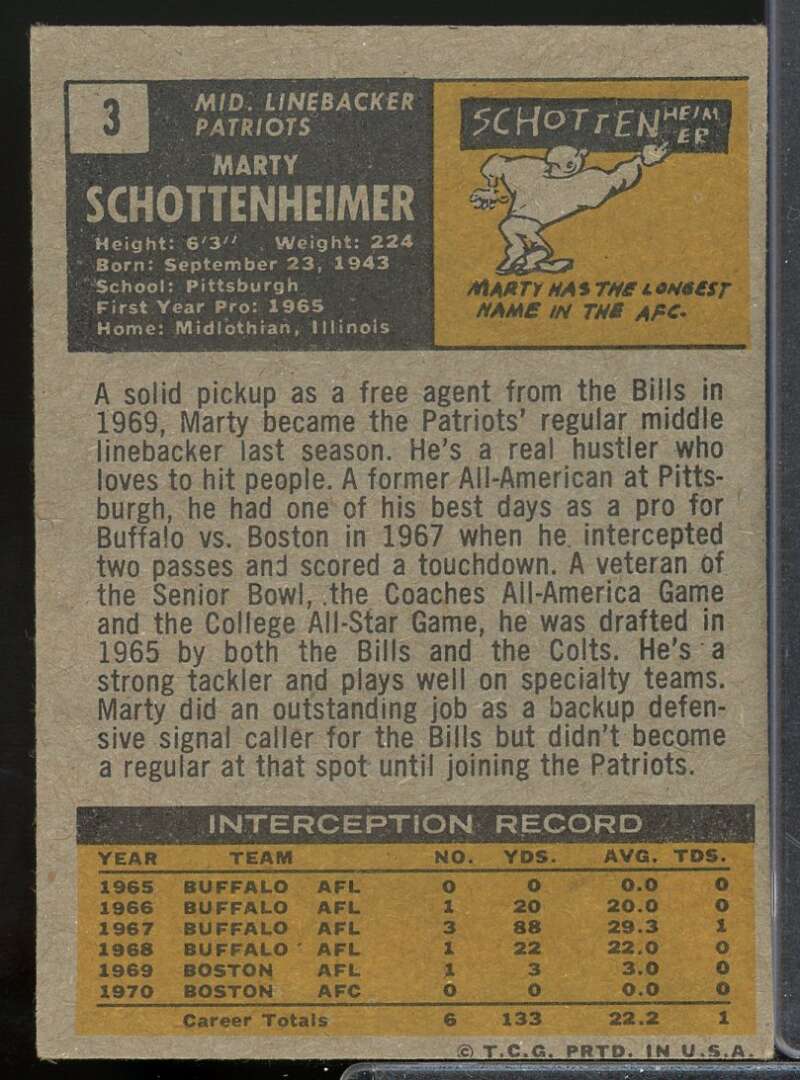 3
MID. LINEBACKER
PATRIOTS
MARTY
SCHOTTENHEIMER
Height: 6'3" Weight: 224
Born: September 23, 1943
School: Pittsburgh
First Year Pro: 1965
Home: Midlothian, Illinois
SCHOTTENHEIM
ER
MARTY HAS THE LONGEST
NAME IN THE AFC.
A solid pickup as a free agent from the Bills in
1969, Marty became the Patriots' regular middle
linebacker last season. He's a real hustler who
loves to hit people. A former All-American at Pitts-
burgh, he had one of his best days as a pro for
Buffalo vs. Boston in 1967 when he intercepted
two passes and scored a touchdown. A veteran of
the Senior Bowl, the Coaches All-America Game
and the College All-Star Game, he was drafted in
1965 by both the Bills and the Colts. He's a
strong tackler and plays well on specialty teams.
Marty did an outstanding job as a backup defen-
sive signal caller for the Bills but didn't become
a regular at that spot until joining the Patriots.
INTERCEPTION RECORD
YEAR TEAM NO. YDS. AVG. TDS.
1965 BUFFALO AFL 0 0 0.0 0
1966 BUFFALO AFL 1 20 20.0 0
1967 BUFFALO AFL 3 88 29.3 1
1968 BUFFALO AFL 1 22 22.0 0
1969 BOSTON AFL 1 3 3.0 0
1970 BOSTON AFC 0 0 0.0 0
Career Totals 6 133 22.2 1
© T.C.G. PRTD. IN U.S.A.